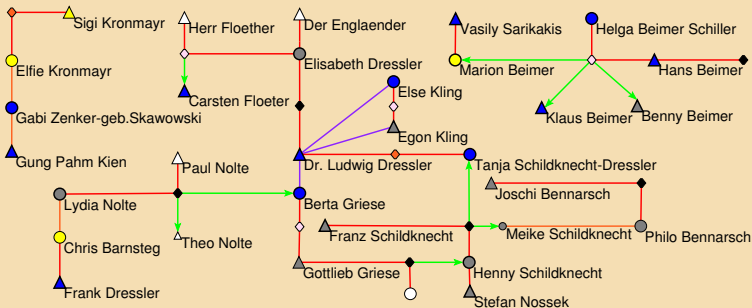 Sigi Kronmayr
Herr Floether
Der Englaender
Vasily Sarikakis
Helga Beimer Schiller
Elfie Kronmayr
Elisabeth Dressler
Marion Beimer
Hans Beimer
Carsten Floeter
Else Kling
Gabi Zenker-geb.Skawowski
Klaus Beimer
Benny Beimer
Egon Kling
Gung Pahm Kien
Paul Nolte
Dr. Ludwig Dressler
Tanja Schildknecht-Dressler
Joschi Bennarsch
Lydia Nolte
Berta Griese
Theo Nolte
Franz Schildknecht
Meike Schildknecht
Philo Bennarsch
Chris Barnsteg
Gottlieb Griese
Henny Schildknecht
Frank Dressler
Stefan Nossek